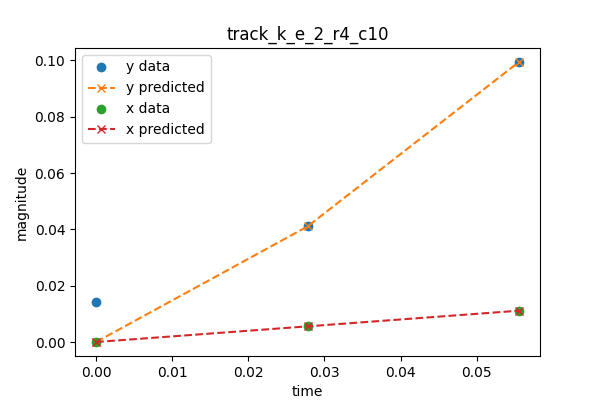 track_k_e_2_r4_c10
y data
y predicted
x data
x predicted
magnitude
0.10
0.08
0.06
0.04
0.02
0.00
0.00 0.01 0.02 0.03 0.04 0.05
time